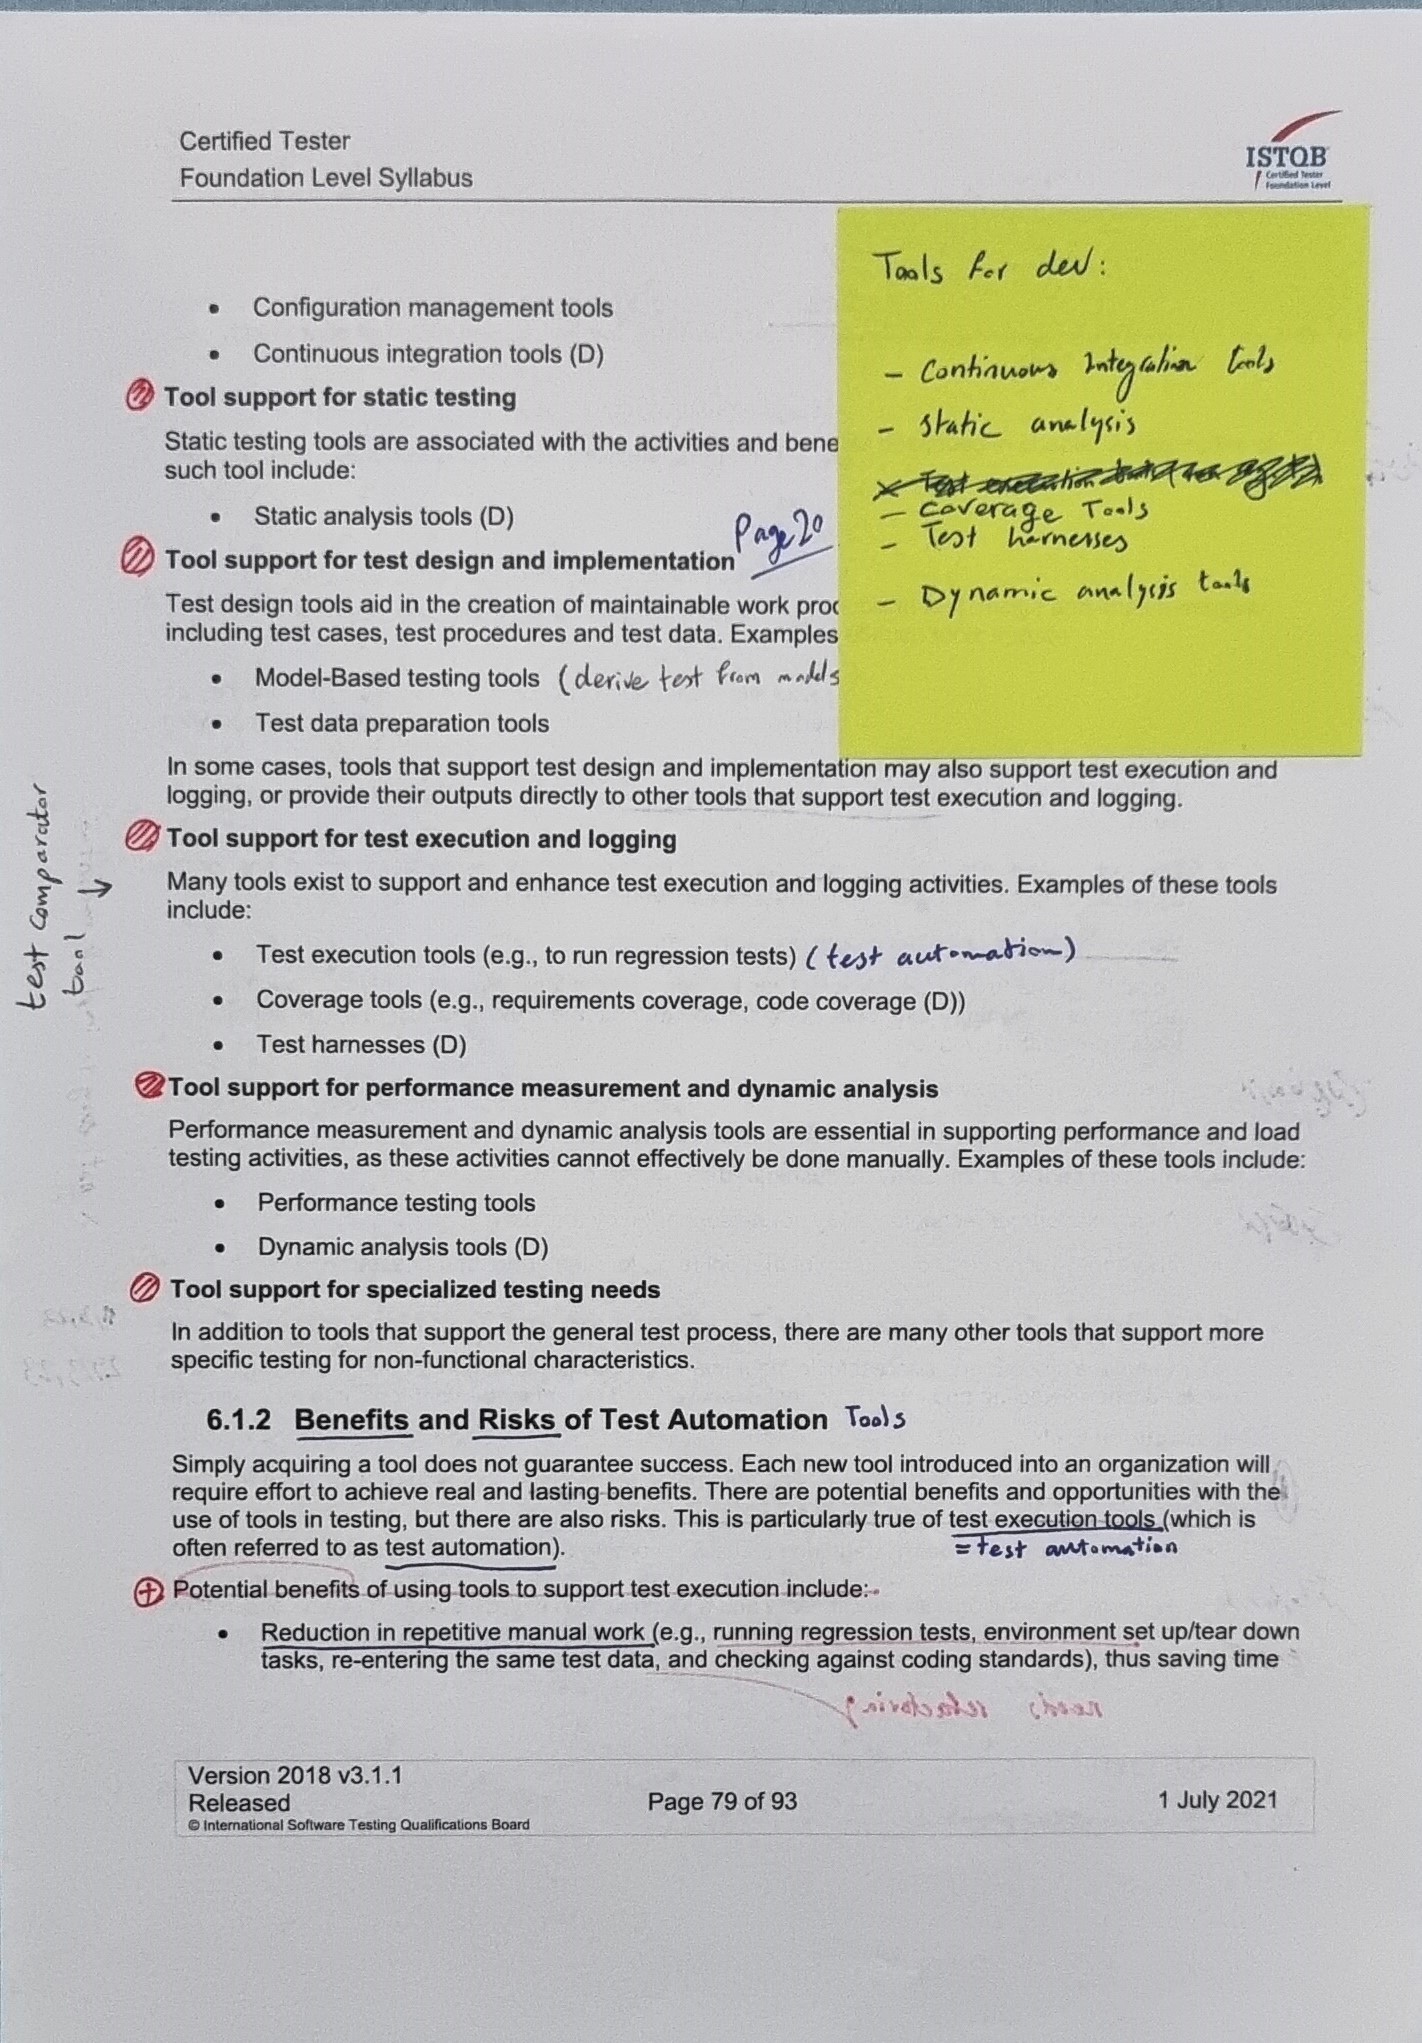 Certified Tester
Foundation Level Syllabus
ISTQB
Certified Tester
Foundation Level
Tools for dev:
- Continuous Integration tools
- Static analysis
- Coverage Tools
- Test harnesses
- Dynamic analysis tools
• Configuration management tools
• Continuous integration tools (D)
Tool support for static testing
Static testing tools are associated with the activities and bene
such tool include:
• Static analysis tools (D)
Page 20
Tool support for test design and implementation
Test design tools aid in the creation of maintainable work prod
including test cases, test procedures and test data. Examples
• Model-Based testing tools (derive test from models
• Test data preparation tools
In some cases, tools that support test design and implementation may also support test execution and
logging, or provide their outputs directly to other tools that support test execution and logging.
test comparator
tool →
Tool support for test execution and logging
Many tools exist to support and enhance test execution and logging activities. Examples of these tools
include:
• Test execution tools (e.g., to run regression tests) (test automation)
• Coverage tools (e.g., requirements coverage, code coverage (D))
• Test harnesses (D)
Tool support for performance measurement and dynamic analysis
Performance measurement and dynamic analysis tools are essential in supporting performance and load
testing activities, as these activities cannot effectively be done manually. Examples of these tools include:
• Performance testing tools
• Dynamic analysis tools (D)
Tool support for specialized testing needs
In addition to tools that support the general test process, there are many other tools that support more
specific testing for non-functional characteristics.
6.1.2 Benefits and Risks of Test Automation Tools
Simply acquiring a tool does not guarantee success. Each new tool introduced into an organization will
require effort to achieve real and lasting benefits. There are potential benefits and opportunities with the
use of tools in testing, but there are also risks. This is particularly true of test execution tools (which is
often referred to as test automation).
= test automation
+ Potential benefits of using tools to support test execution include:
• Reduction in repetitive manual work (e.g., running regression tests, environment set up/tear down
tasks, re-entering the same test data, and checking against coding standards), thus saving time
needs refactoring
Version 2018 v3.1.1
Released
© International Software Testing Qualifications Board
Page 79 of 93
1 July 2021